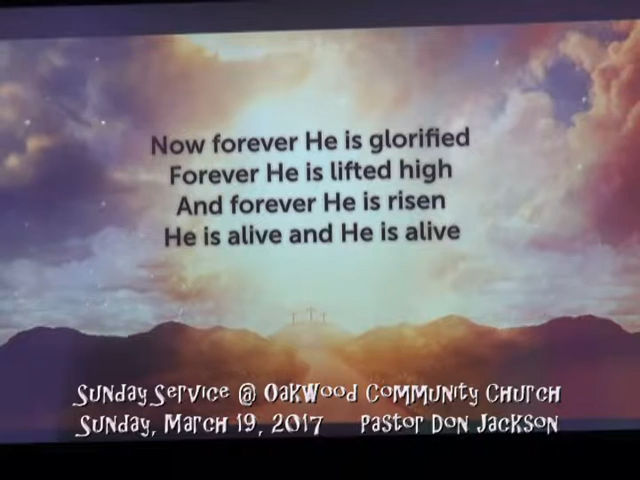 Now forever He is glorified
Forever He is lifted high
And forever He is risen
He is alive and He is alive
Sunday Service @ Oakwood Community Church
Sunday, March 19, 2017 Pastor Don Jackson